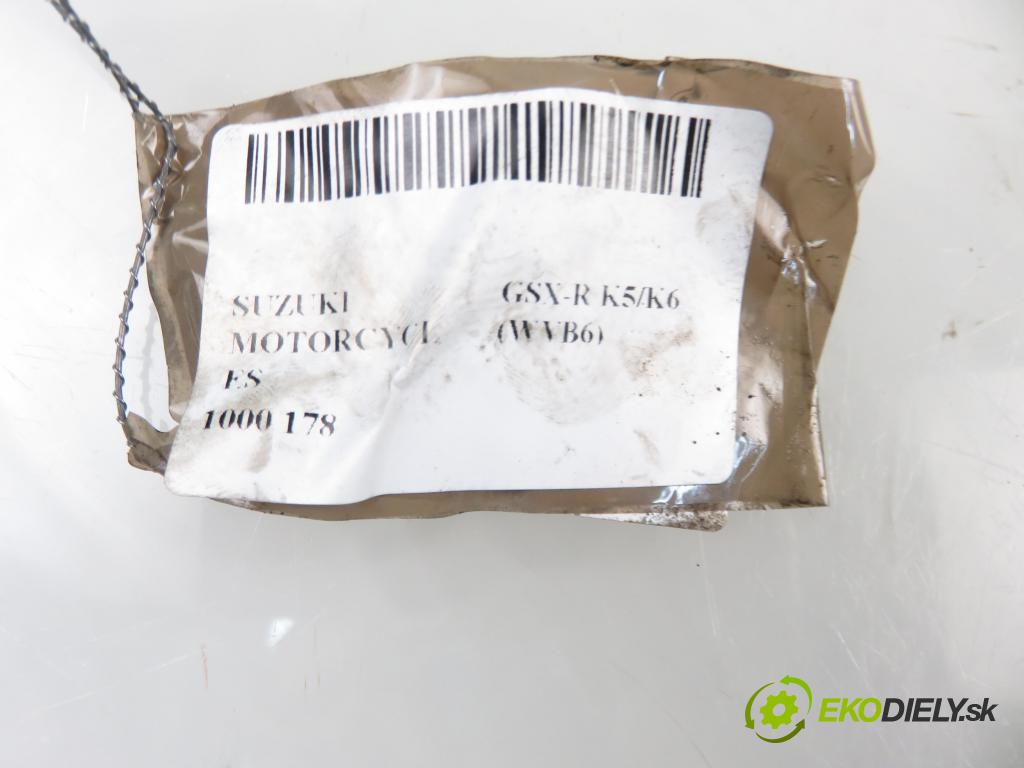 SUZUKI GSX-R K5/K6
MOTORCYCL (WVB6)
ES
1000 178
EKODIELY.sk